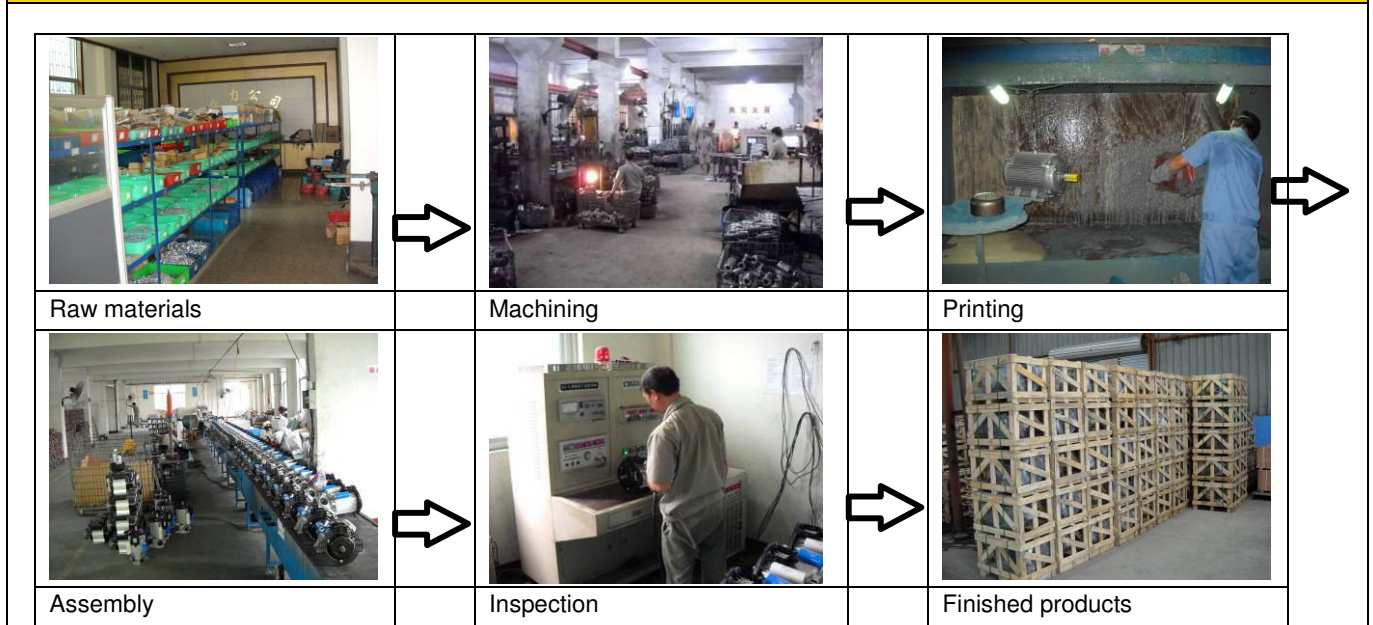 Raw materials
Machining
Printing
Assembly
Inspection
Finished products